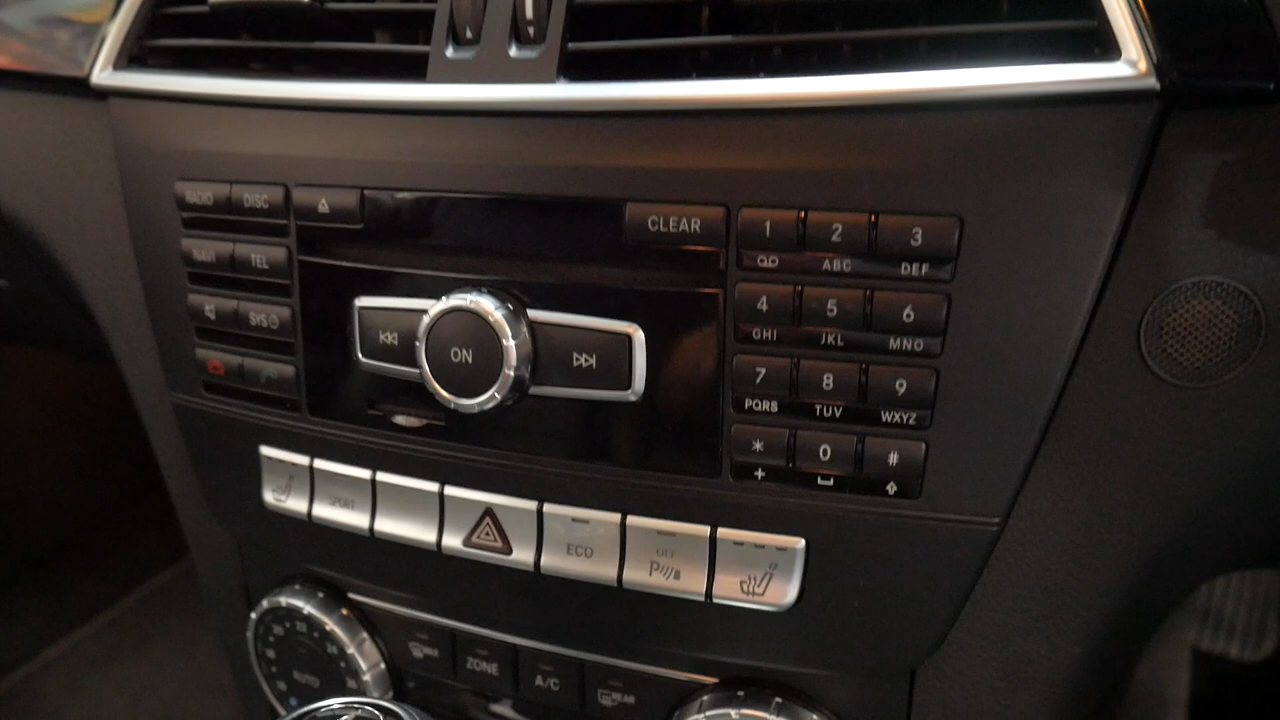 RADIO DISC
CLEAR
1 2 3
ABC DEF
NAVI TEL
4 5 6
GHI JKL MNO
SYS
ON
7 8 9
PQRS TUV WXYZ
* 0 #
+
SPORT
ECO
OFF
P
AUTO
ZONE
A/C
REAR